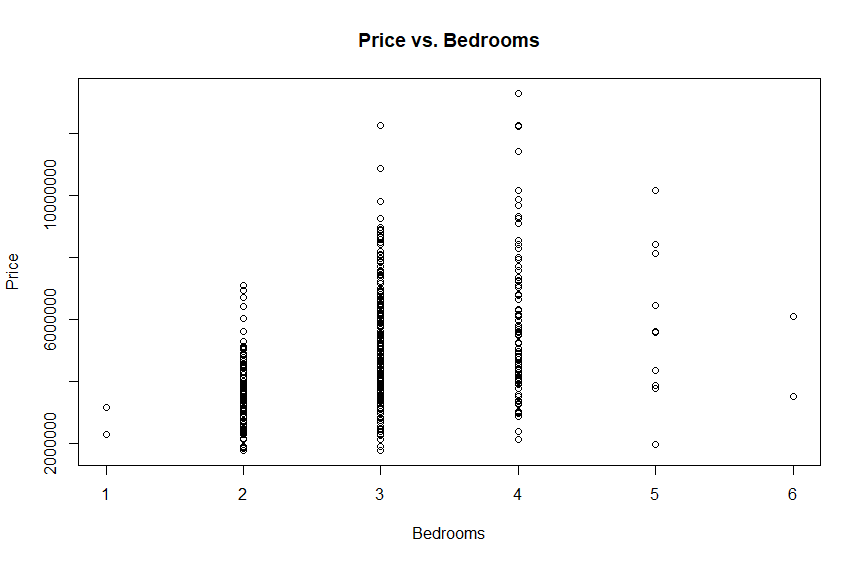 Price vs. Bedrooms
Price
10000000
6000000
2000000
1 2 3 4 5 6
Bedrooms